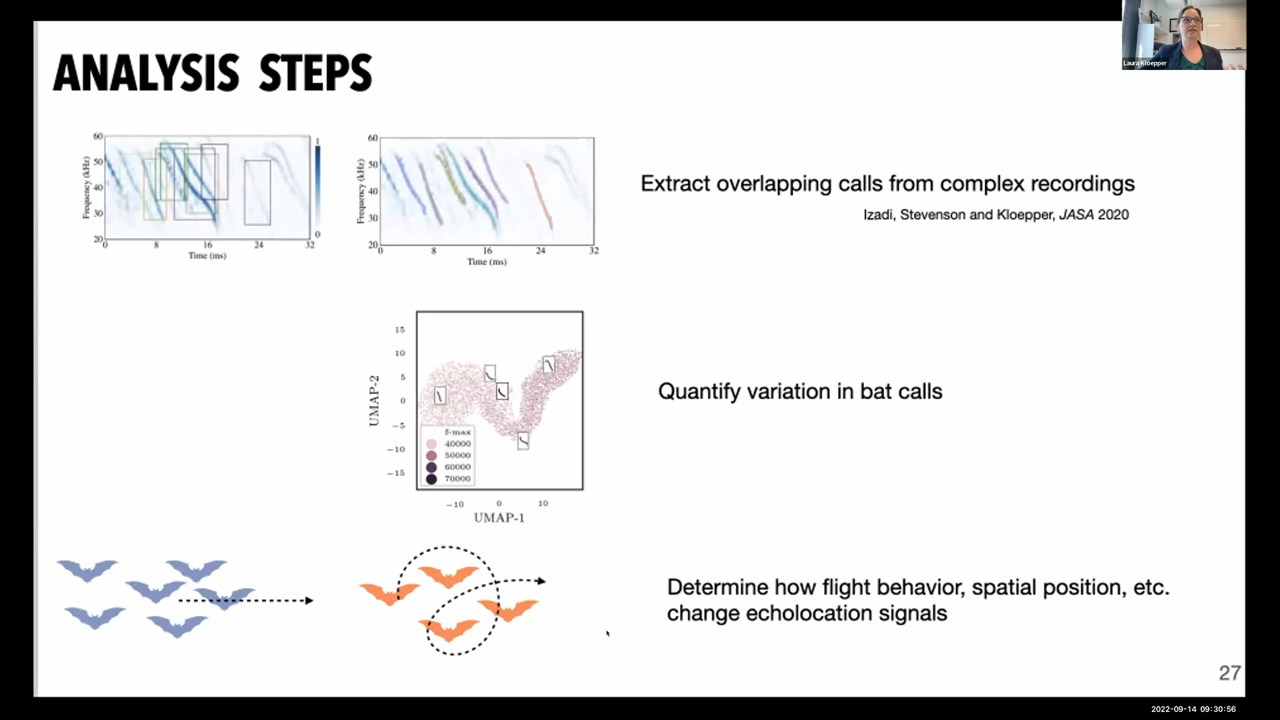 Laura Kloepper
ANALYSIS STEPS
60
50
40
30
20
Frequency (kHz)
0
8
16
24
32
Time (ms)
1
0
60
50
40
30
20
Frequency (kHz)
0
8
16
24
32
Time (ms)
Extract overlapping calls from complex recordings
Izadi, Stevenson and Kloepper, JASA 2020
15
10
5
0
−5
−10
−15
UMAP-2
f-max
40000
50000
60000
70000
−10
0
10
UMAP-1
Quantify variation in bat calls
Determine how flight behavior, spatial position, etc.
change echolocation signals
27
2022-09-14 09:30:56